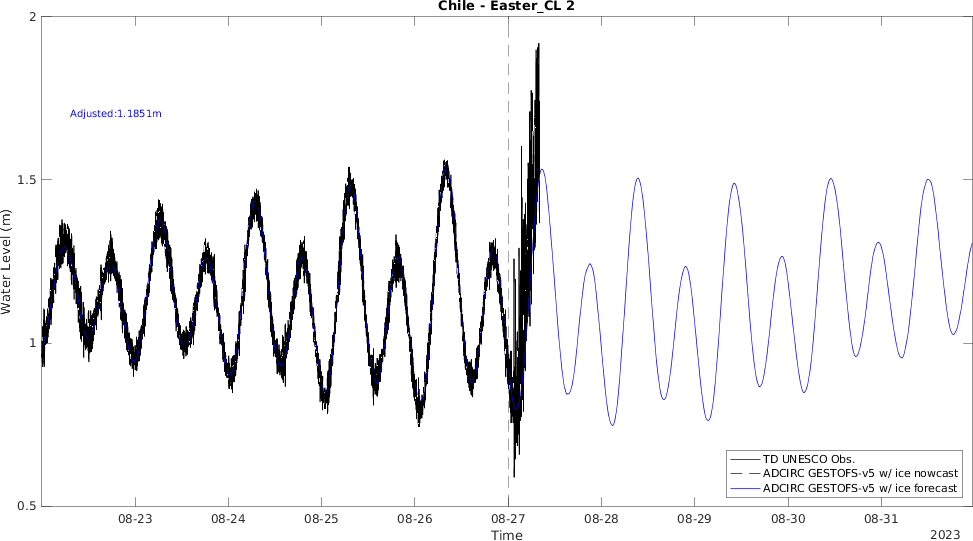 Chile - Easter_CL 2
2
Adjusted:1.1851m
1.5
Water Level (m)
1
TD UNESCO Obs.
ADCIRC GESTOFS-v5 w/ ice nowcast
ADCIRC GESTOFS-v5 w/ ice forecast
0.5
08-23 08-24 08-25 08-26 08-27 08-28 08-29 08-30 08-31
Time
2023